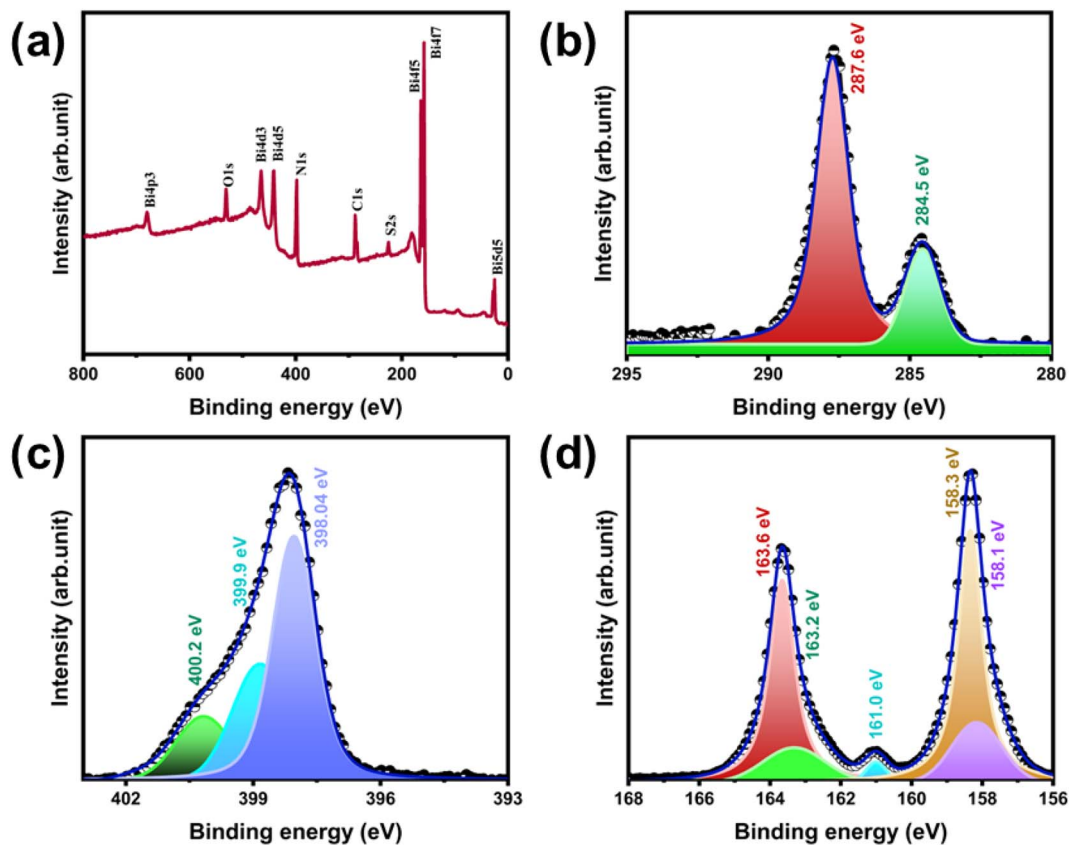 (a)
Intensity (arb.unit)
Bi4p3
O1s
Bi4d3
Bi4d5
N1s
C1s
S2s
Bi4f5
Bi4f7
Bi5d5
800 600 400 200 0
Binding energy (eV)
(b)
Intensity (arb.unit)
287.6 eV
284.5 eV
295 290 285 280
Binding energy (eV)
(c)
Intensity (arb.unit)
400.2 eV
399.9 eV
398.04 eV
402 399 396 393
Binding energy (eV)
(d)
Intensity (arb.unit)
163.6 eV
163.2 eV
161.0 eV
158.3 eV
158.1 eV
168 166 164 162 160 158 156
Binding energy (eV)